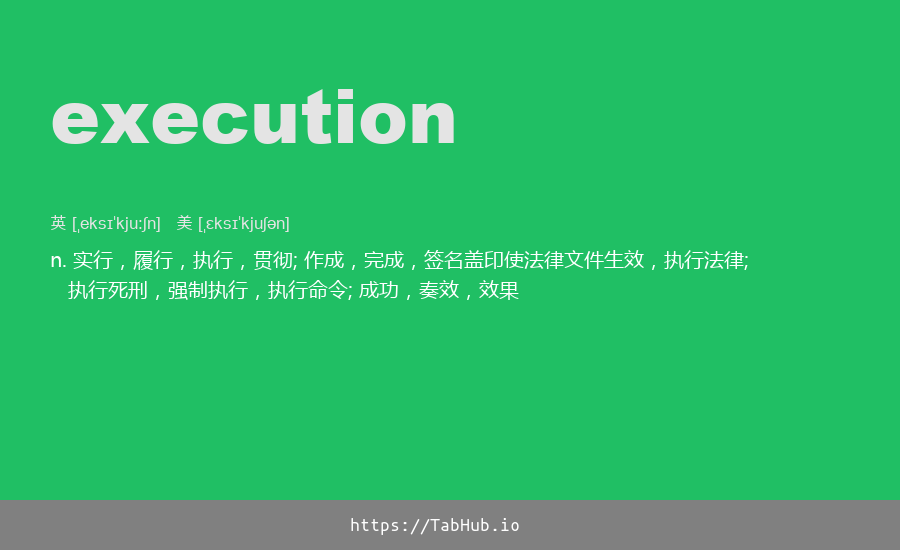 execution
英 [ˌeksɪˈkjuːʃn]   美 [ˌɛksɪˈkjuʃən]
n. 实行，履行，执行，贯彻; 作成，完成，签名盖印使法律文件生效，执行法律;
执行死刑，强制执行，执行命令; 成功，奏效，效果
https://TabHub.io